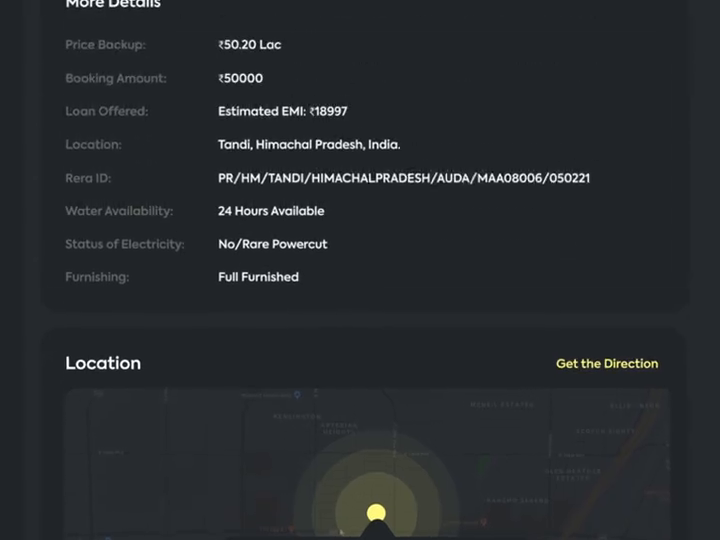 More Details
Price Backup: ₹50.20 Lac
Booking Amount: ₹50000
Loan Offered: Estimated EMI: ₹18997
Location: Tandi, Himachal Pradesh, India.
Rera ID: PR/HM/TANDI/HIMACHALPRADESH/AUDA/MAA08006/050221
Water Availability: 24 Hours Available
Status of Electricity: No/Rare Powercut
Furnishing: Full Furnished
Location Get the Direction